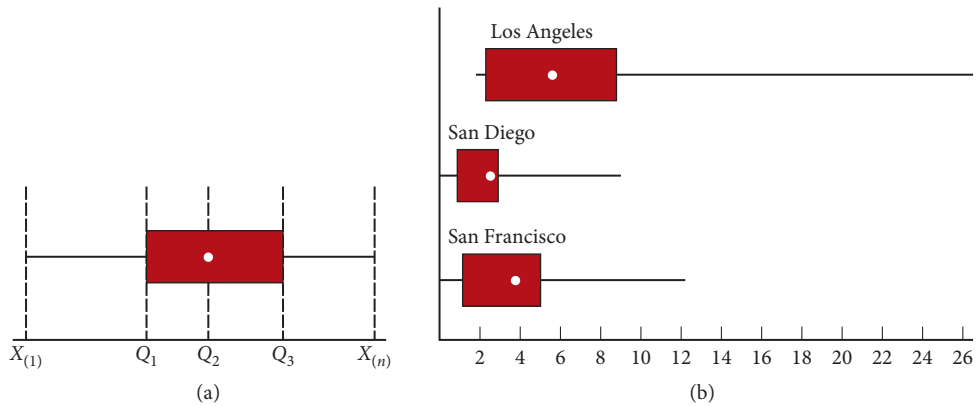 Los Angeles
San Diego
San Francisco
X(1) Q1 Q2 Q3 X(n)
(a)
2 4 6 8 10 12 14 16 18 20 22 24 26
(b)